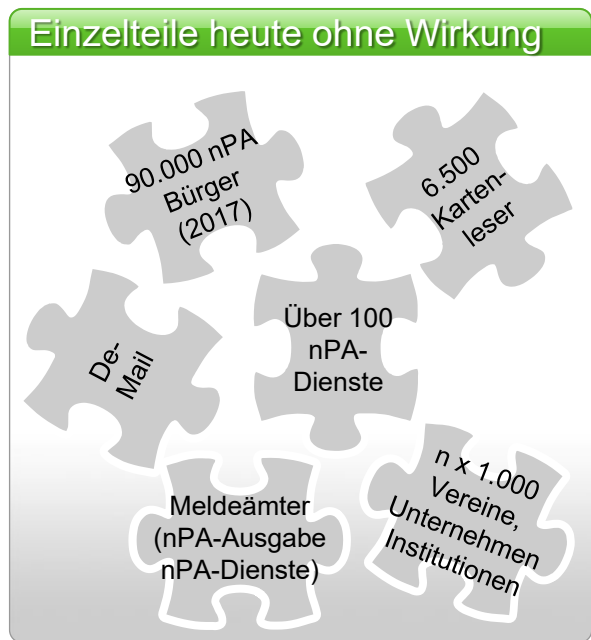 Einzelteile heute ohne Wirkung
90.000 nPA
Bürger
(2017)
6.500
Karten-
leser
De-
Mail
Über 100
nPA-
Dienste
Meldeämter
(nPA-Ausgabe
nPA-Dienste)
n x 1.000
Vereine,
Unternehmen
Institutionen